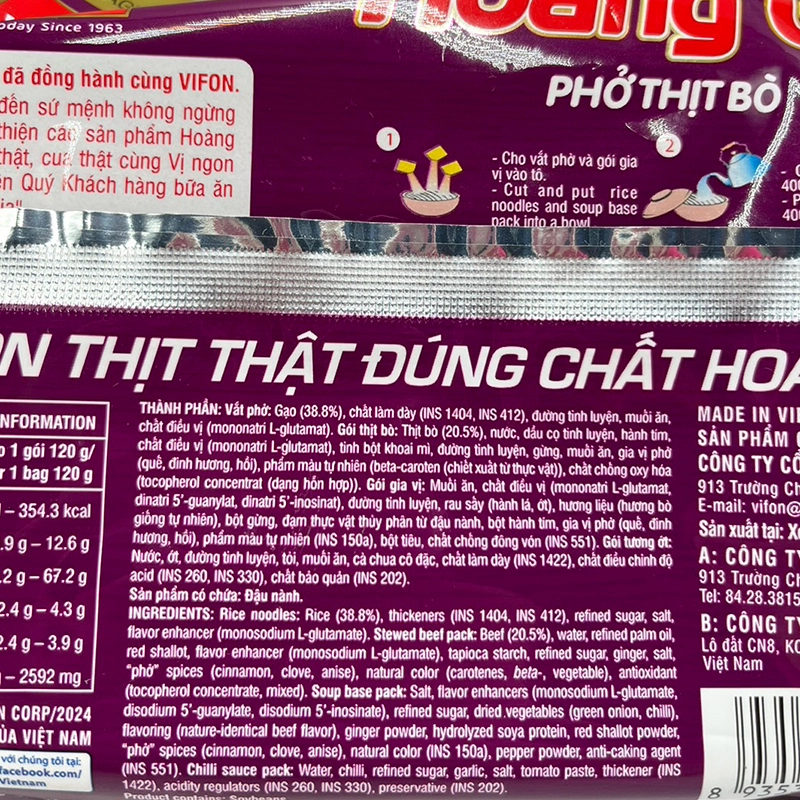 oday Since 1963
Hoàng
PHỞ THỊT BÒ
đã đồng hành cùng VIFON.
đến sứ mệnh không ngừng
thiện các sản phẩm Hoàng
thật, của thật cùng Vị ngon
ến Quý Khách hàng bữa ăn
1
- Cho vắt phở và gói gia
vị vào tô.
- Cut and put rice
noodles and soup base
pack into a bowl
2
400
- P
400
ON THỊT THẬT ĐÚNG CHẤT HOÀ
NFORMATION
1 gói 120 g/
1 bag 120 g
– 354.3 kcal
.9 g – 12.6 g
.2 g – 67.2 g
2.4 g – 4.3 g
2.4 g – 3.9 g
– 2592 mg
N CORP/2024
ỦA VIỆT NAM
với chúng tôi tại:
facebook.com/
ietnam
THÀNH PHẦN: Vắt phở: Gạo (38.8%), chất làm dày (INS 1404, INS 412), đường tinh luyện, muối ăn,
chất điều vị (mononatri L-glutamat). Gói thịt bò: Thịt bò (20.5%), nước, dầu cọ tinh luyện, hành tím,
chất điều vị (mononatri L-glutamat), tinh bột khoai mì, đường tinh luyện, gừng, muối ăn, gia vị phở
(quế, đinh hương, hồi), phẩm màu tự nhiên (beta-caroten (chiết xuất từ thực vật)), chất chống oxy hóa
(tocopherol concentrat (dạng hỗn hợp)). Gói gia vị: Muối ăn, chất điều vị (mononatri L-glutamat,
dinatri 5'-guanylat, dinatri 5'-inosinat), đường tinh luyện, rau sấy (hành lá, ớt), hương liệu (hương bò
giống tự nhiên), bột gừng, đạm thực vật thủy phân từ đậu nành, bột hành tím, gia vị phở (quế, đinh
hương, hồi), phẩm màu tự nhiên (INS 150a), bột tiêu, chất chống đông vón (INS 551). Gói tương ớt:
Nước, ớt, đường tinh luyện, tỏi, muối ăn, cà chua cô đặc, chất làm dày (INS 1422), chất điều chỉnh độ
acid (INS 260, INS 330), chất bảo quản (INS 202).
Sản phẩm có chứa: Đậu nành.
INGREDIENTS: Rice noodles: Rice (38.8%), thickeners (INS 1404, INS 412), refined sugar, salt,
flavor enhancer (monosodium L-glutamate). Stewed beef pack: Beef (20.5%), water, refined palm oil,
red shallot, flavor enhancer (monosodium L-glutamate), tapioca starch, refined sugar, ginger, salt,
"phở" spices (cinnamon, clove, anise), natural color (carotenes, beta-, vegetable), antioxidant
(tocopherol concentrate, mixed). Soup base pack: Salt, flavor enhancers (monosodium L-glutamate,
disodium 5'-guanylate, disodium 5'-inosinate), refined sugar, dried vegetables (green onion, chilli),
flavoring (nature-identical beef flavor), ginger powder, hydrolyzed soya protein, red shallot powder,
"phở" spices (cinnamon, clove, anise), natural color (INS 150a), pepper powder, anti-caking agent
(INS 551). Chilli sauce pack: Water, chilli, refined sugar, garlic, salt, tomato paste, thickener (INS
1422), acidity regulators (INS 260, INS 330), preservative (INS 202).
Product contains: Soybeans
MADE IN VI
SẢN PHẨM
CÔNG TY CỔ
913 Trường Ch
E-mail: vifon@
Sản xuất tại: X
A: CÔNG TY
913 Trường Ch
Tel: 84.28.3815
B: CÔNG TY
Lô đất CN8, KC
Việt Nam
8 9353